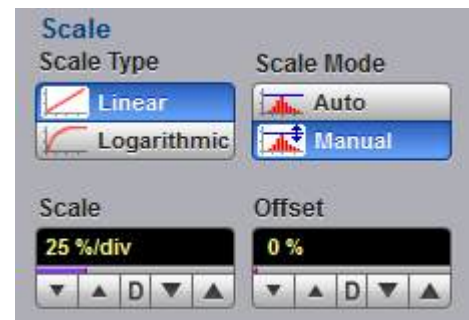 Scale
Scale Type
Scale Mode
Linear
Auto
Logarithmic
Manual
Scale
Offset
25 %/div
0 %
D
D